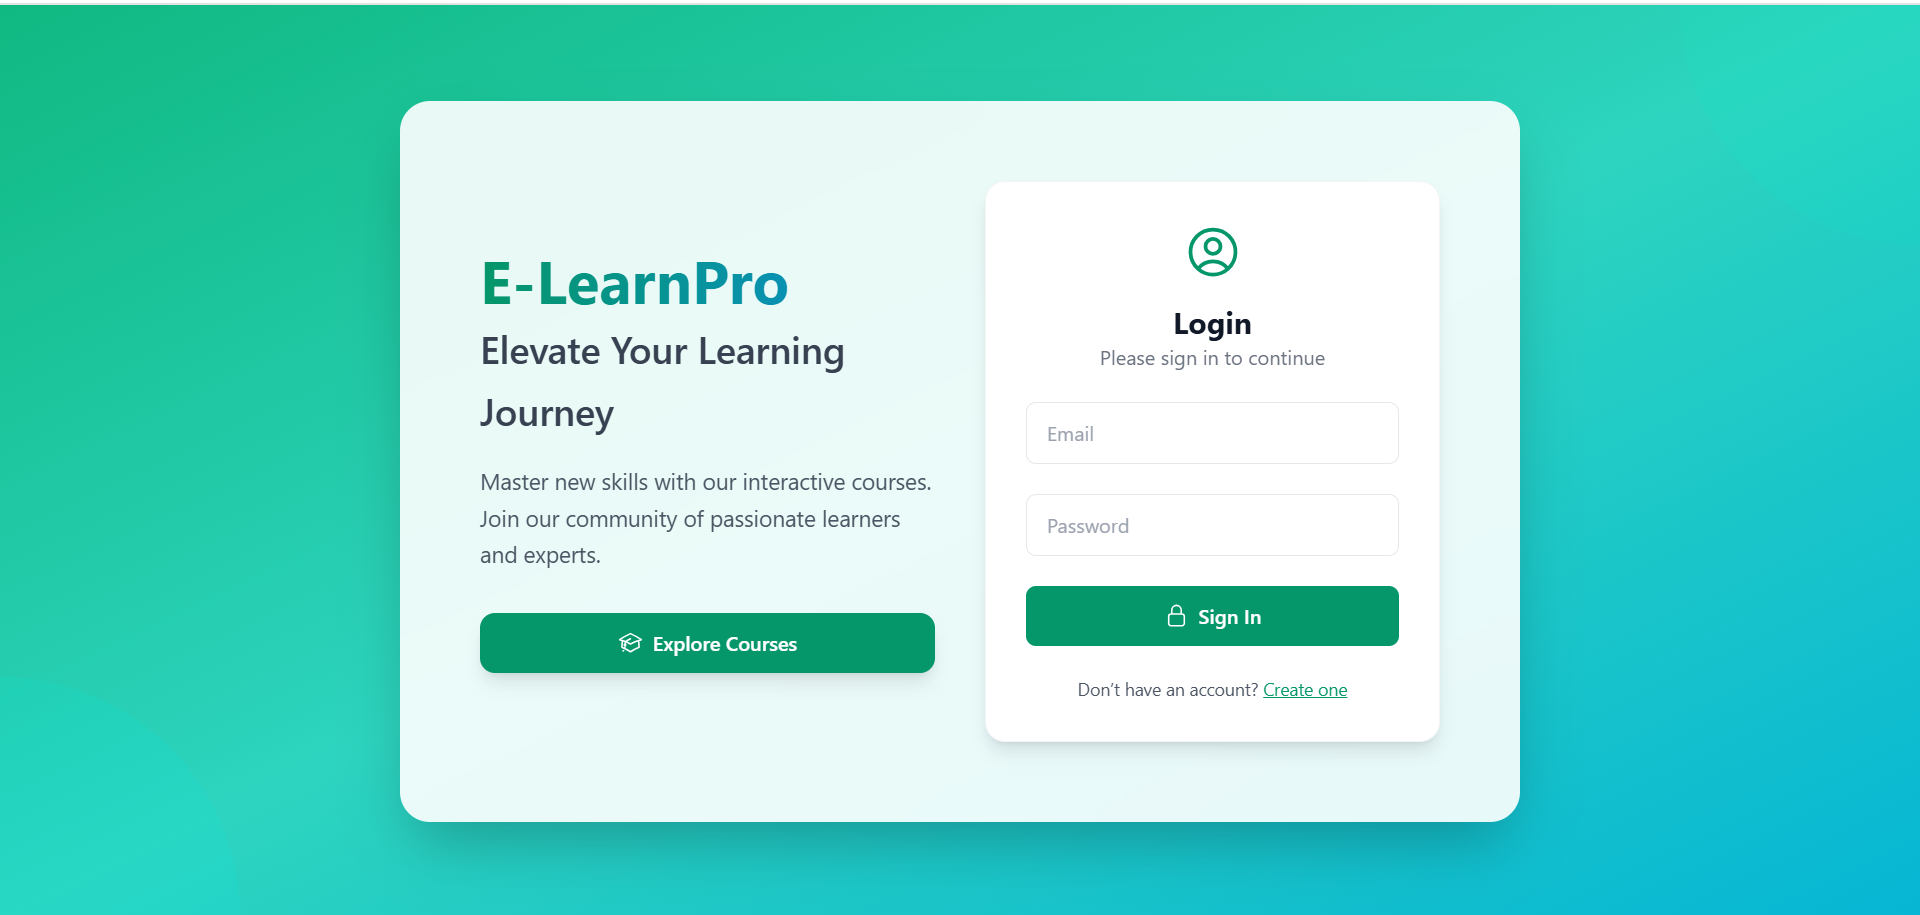 E-LearnPro
Elevate Your Learning
Journey
Master new skills with our interactive courses.
Join our community of passionate learners
and experts.
Explore Courses
Login
Please sign in to continue
Email
Password
Sign In
Don’t have an account? Create one